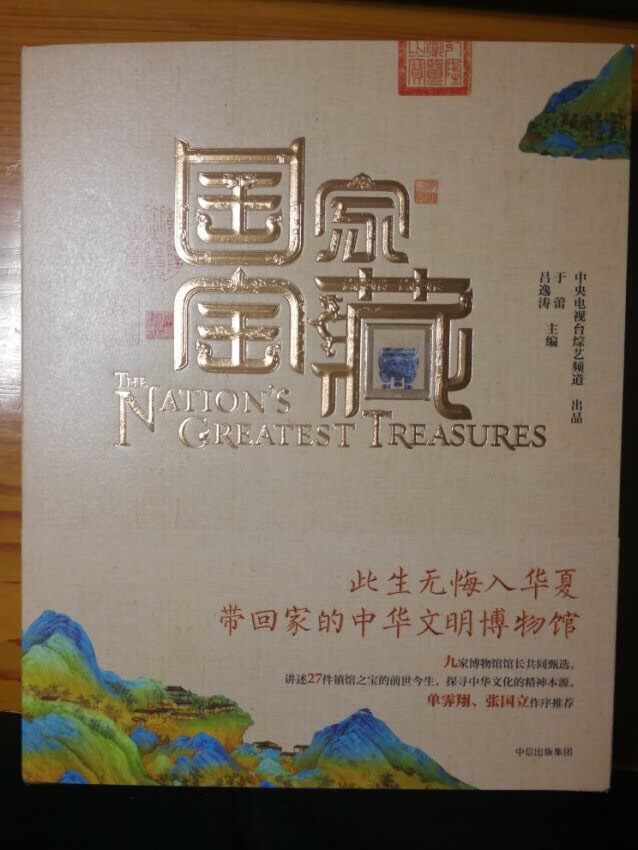 国家
宝藏
THE
NATION'S
GREATEST TREASURES
中央电视台综艺频道 出品
于蕾
吕逸涛 主编
此生无悔入华夏
带回家的中华文明博物馆
九家博物馆馆长共同甄选。
讲述27件镇馆之宝的前世今生，探寻中华文化的精神本源。
单霁翔、张国立作序推荐
中信出版集团